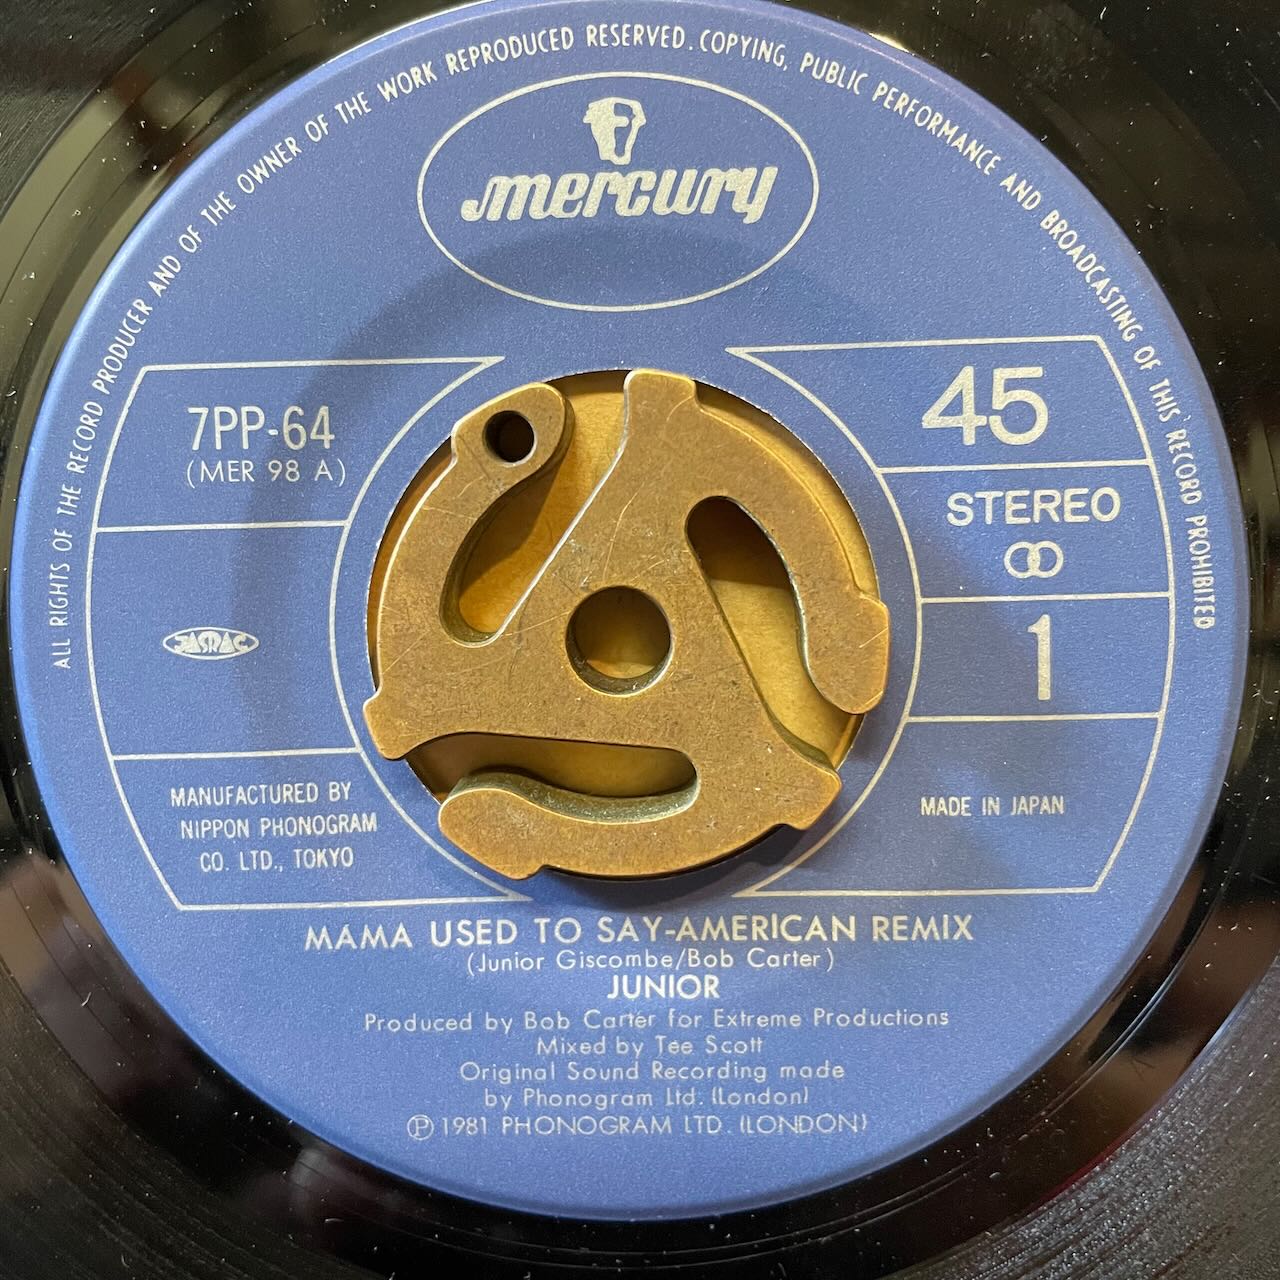 ALL RIGHTS OF THE RECORD PRODUCER AND OF THE OWNER OF THE WORK REPRODUCED RESERVED. COPYING, PUBLIC PERFORMANCE AND BROADCASTING OF THIS RECORD PROHIBITED
mercury
7PP-64
(MER 98 A)
45
STEREO
1
JASRAC
MANUFACTURED BY
NIPPON PHONOGRAM
CO. LTD., TOKYO
MADE IN JAPAN
MAMA USED TO SAY-AMERICAN REMIX
(Junior Giscombe/Bob Carter)
JUNIOR
Produced by Bob Carter for Extreme Productions
Mixed by Tee Scott
Original Sound Recording made
by Phonogram Ltd. (London)
Ⓟ 1981 PHONOGRAM LTD. (LONDON)